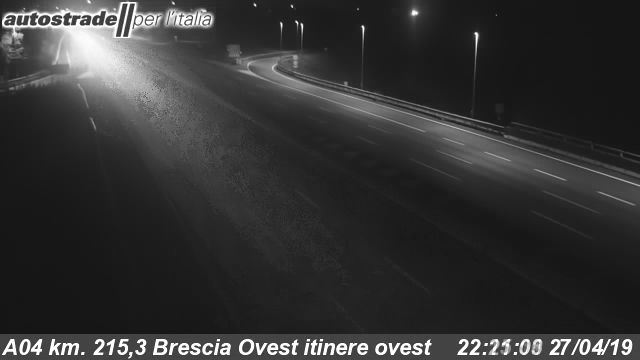 autostrade//per l'italia
A04 km. 215,3 Brescia Ovest itinere ovest 27/04/19